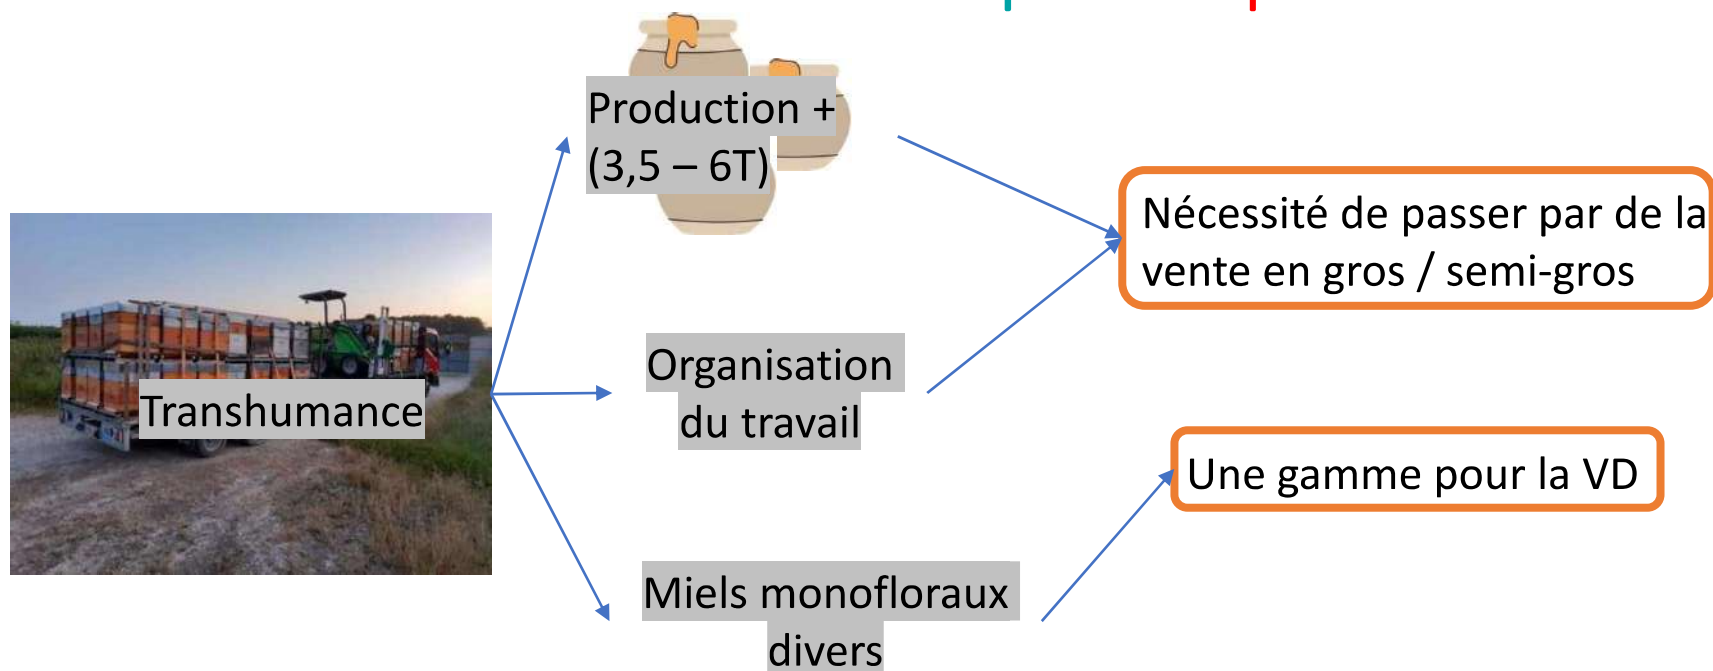 Production +
(3,5 – 6T)
Nécessité de passer par de la
vente en gros / semi-gros
Transhumance
Organisation
du travail
Une gamme pour la VD
Miels monofloraux
divers